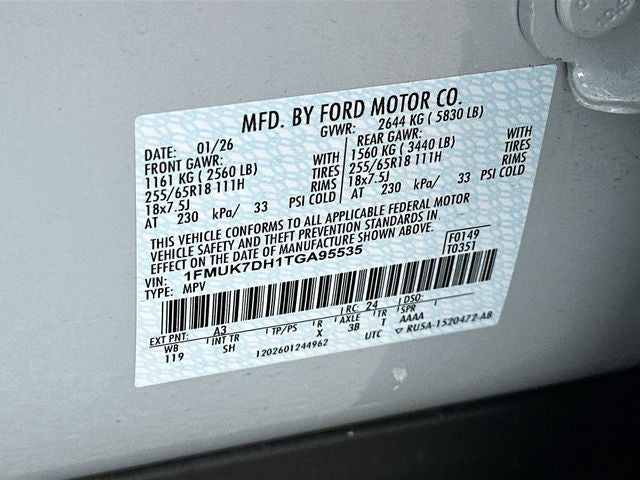 MFD. BY FORD MOTOR CO.
DATE: 01/26 GVWR: 2644 KG ( 5830 LB)
FRONT GAWR: REAR GAWR:
1161 KG ( 2560 LB) WITH 1560 KG ( 3440 LB) WITH
255/65R18 111H TIRES 255/65R18 111H TIRES
18x7.5J RIMS 18x7.5J RIMS
AT 230 kPa/ 33 PSI COLD AT 230 kPa/ 33 PSI COLD
THIS VEHICLE CONFORMS TO ALL APPLICABLE FEDERAL MOTOR
VEHICLE SAFETY AND THEFT PREVENTION STANDARDS IN
EFFECT ON THE DATE OF MANUFACTURE SHOWN ABOVE.
VIN: 1FMUK7DH1TGA95535 F0149
TYPE: MPV T0351
EXT PNT: A3 RC: 24 DSO:
WB INT TR TP/PS R AXLE T SPR
119 SH X 3B T AAAA
1202601244962 UTC ▽ RU5A-1520472-AB